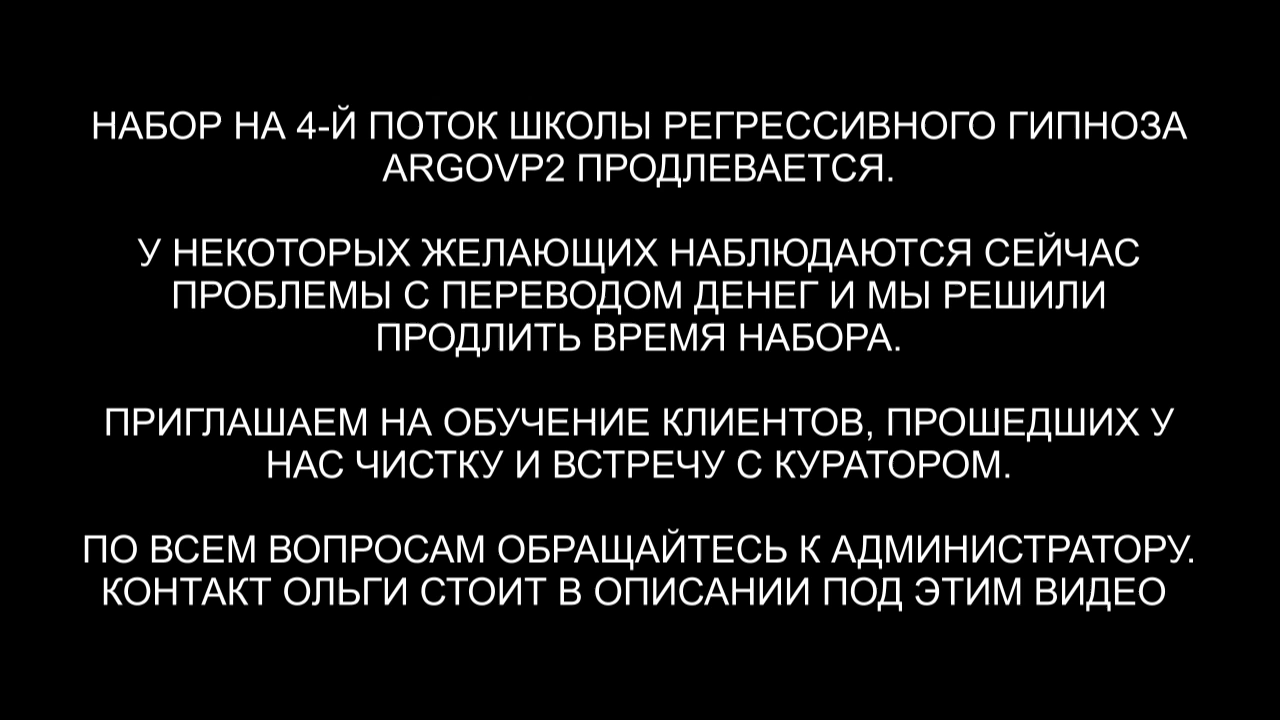 НАБОР НА 4-Й ПОТОК ШКОЛЫ РЕГРЕССИВНОГО ГИПНОЗА
ARGOVP2 ПРОДЛЕВАЕТСЯ.
У НЕКОТОРЫХ ЖЕЛАЮЩИХ НАБЛЮДАЮТСЯ СЕЙЧАС
ПРОБЛЕМЫ С ПЕРЕВОДОМ ДЕНЕГ И МЫ РЕШИЛИ
ПРОДЛИТЬ ВРЕМЯ НАБОРА.
ПРИГЛАШАЕМ НА ОБУЧЕНИЕ КЛИЕНТОВ, ПРОШЕДШИХ У
НАС ЧИСТКУ И ВСТРЕЧУ С КУРАТОРОМ.
ПО ВСЕМ ВОПРОСАМ ОБРАЩАЙТЕСЬ К АДМИНИСТРАТОРУ.
КОНТАКТ ОЛЬГИ СТОИТ В ОПИСАНИИ ПОД ЭТИМ ВИДЕО